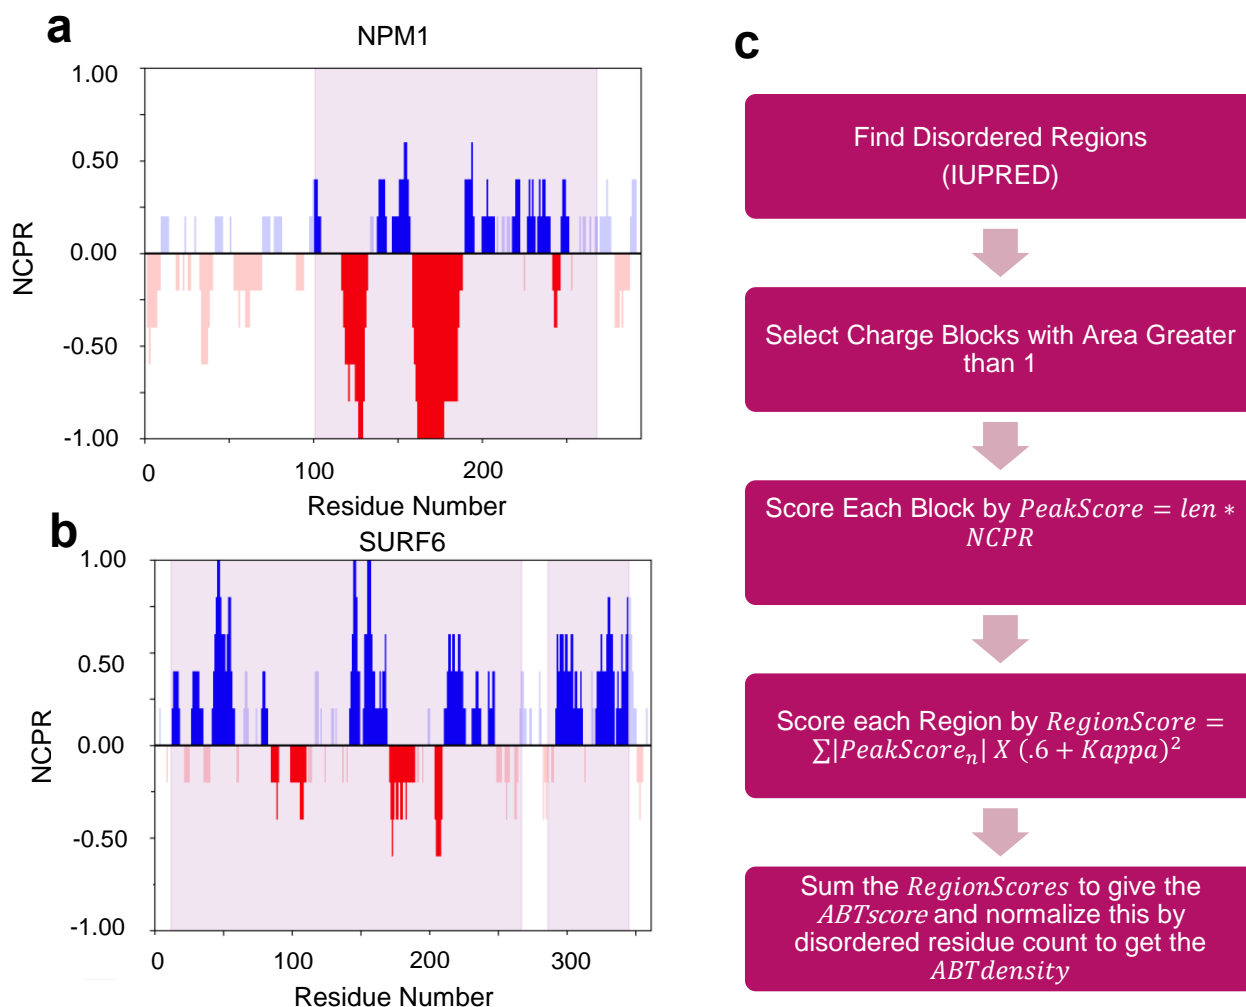 a
NPM1
1.00
0.50
0.00
-0.50
-1.00
NCPR
0
100
200
Residue Number
b
SURF6
1.00
0.50
0.00
-0.50
-1.00
NCPR
0
100
200
300
Residue Number
c
Find Disordered Regions
(IUPRED)
Select Charge Blocks with Area Greater
than 1
Score Each Block by PeakScore = len *
NCPR
Score each Region by RegionScore =
∑|PeakScoreₙ| X (.6 + Kappa)²
Sum the RegionScores to give the
ABTscore and normalize this by
disordered residue count to get the
ABTdensity